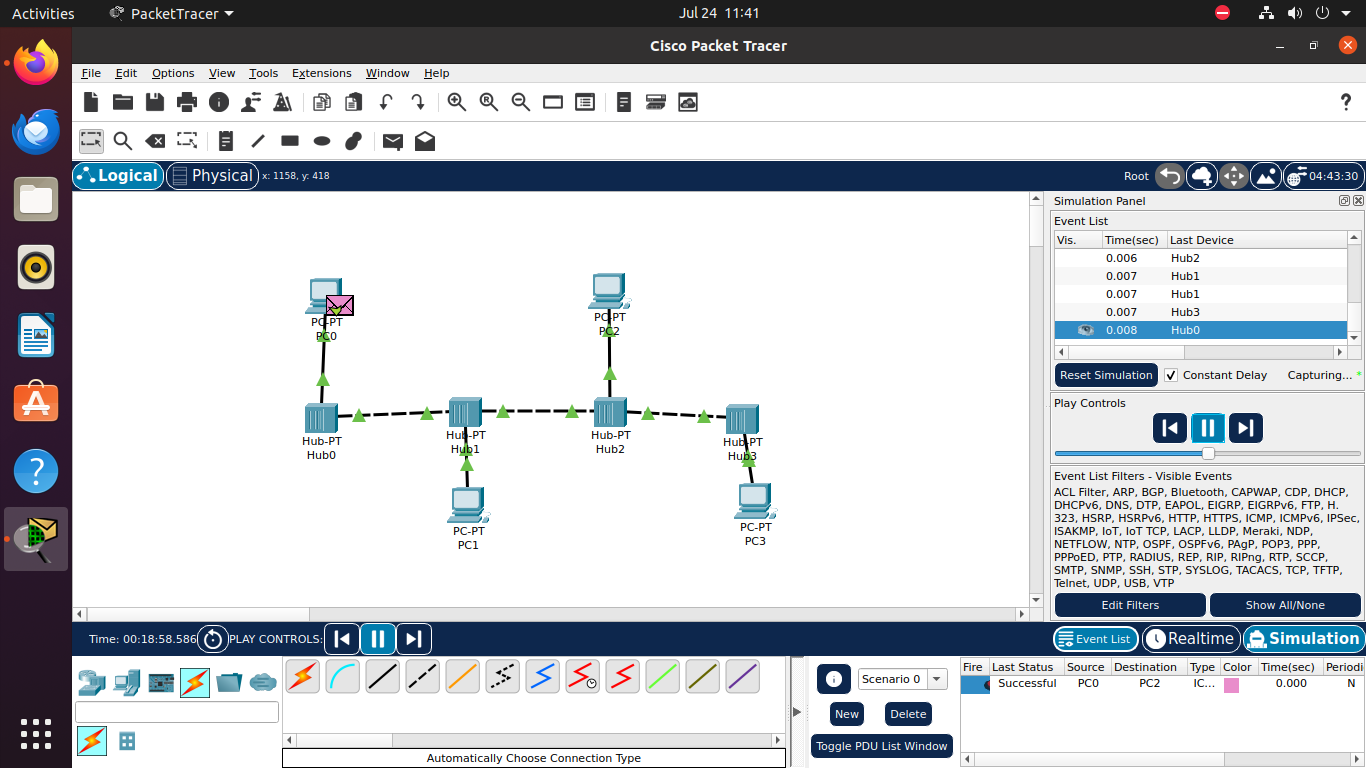 Activities PacketTracer Jul 24 11:41
Cisco Packet Tracer
File Edit Options View Tools Extensions Window Help
?
Logical Physical x: 1158, y: 418 Root 04:43:30
Simulation Panel
Event List
Vis. Time(sec) Last Device
0.006 Hub2
0.007 Hub1
0.007 Hub1
0.007 Hub3
0.008 Hub0
Reset Simulation Constant Delay Capturing... *
Play Controls
Event List Filters - Visible Events
ACL Filter, ARP, BGP, Bluetooth, CAPWAP, CDP, DHCP,
DHCPv6, DNS, DTP, EAPOL, EIGRP, EIGRPv6, FTP, H.
323, HSRP, HSRPv6, HTTP, HTTPS, ICMP, ICMPv6, IPSec,
ISAKMP, IoT, IoT TCP, LACP, LLDP, Meraki, NDP,
NETFLOW, NTP, OSPF, OSPFv6, PAgP, POP3, PPP,
PPPoED, PTP, RADIUS, REP, RIP, RIPng, RTP, SCCP,
SMTP, SNMP, SSH, STP, SYSLOG, TACACS, TCP, TFTP,
Telnet, UDP, USB, VTP
Edit Filters Show All/None
PC-PT
PC0
PC-PT
PC2
Hub-PT
Hub0
Hub-PT
Hub1
Hub-PT
Hub2
Hub-PT
Hub3
PC-PT
PC1
PC-PT
PC3
Time: 00:18:58.586 PLAY CONTROLS:
Event List Realtime Simulation
Scenario 0
New Delete
Toggle PDU List Window
Fire Last Status Source Destination Type Color Time(sec) Periodi
Successful PC0 PC2 IC... 0.000 N
Automatically Choose Connection Type